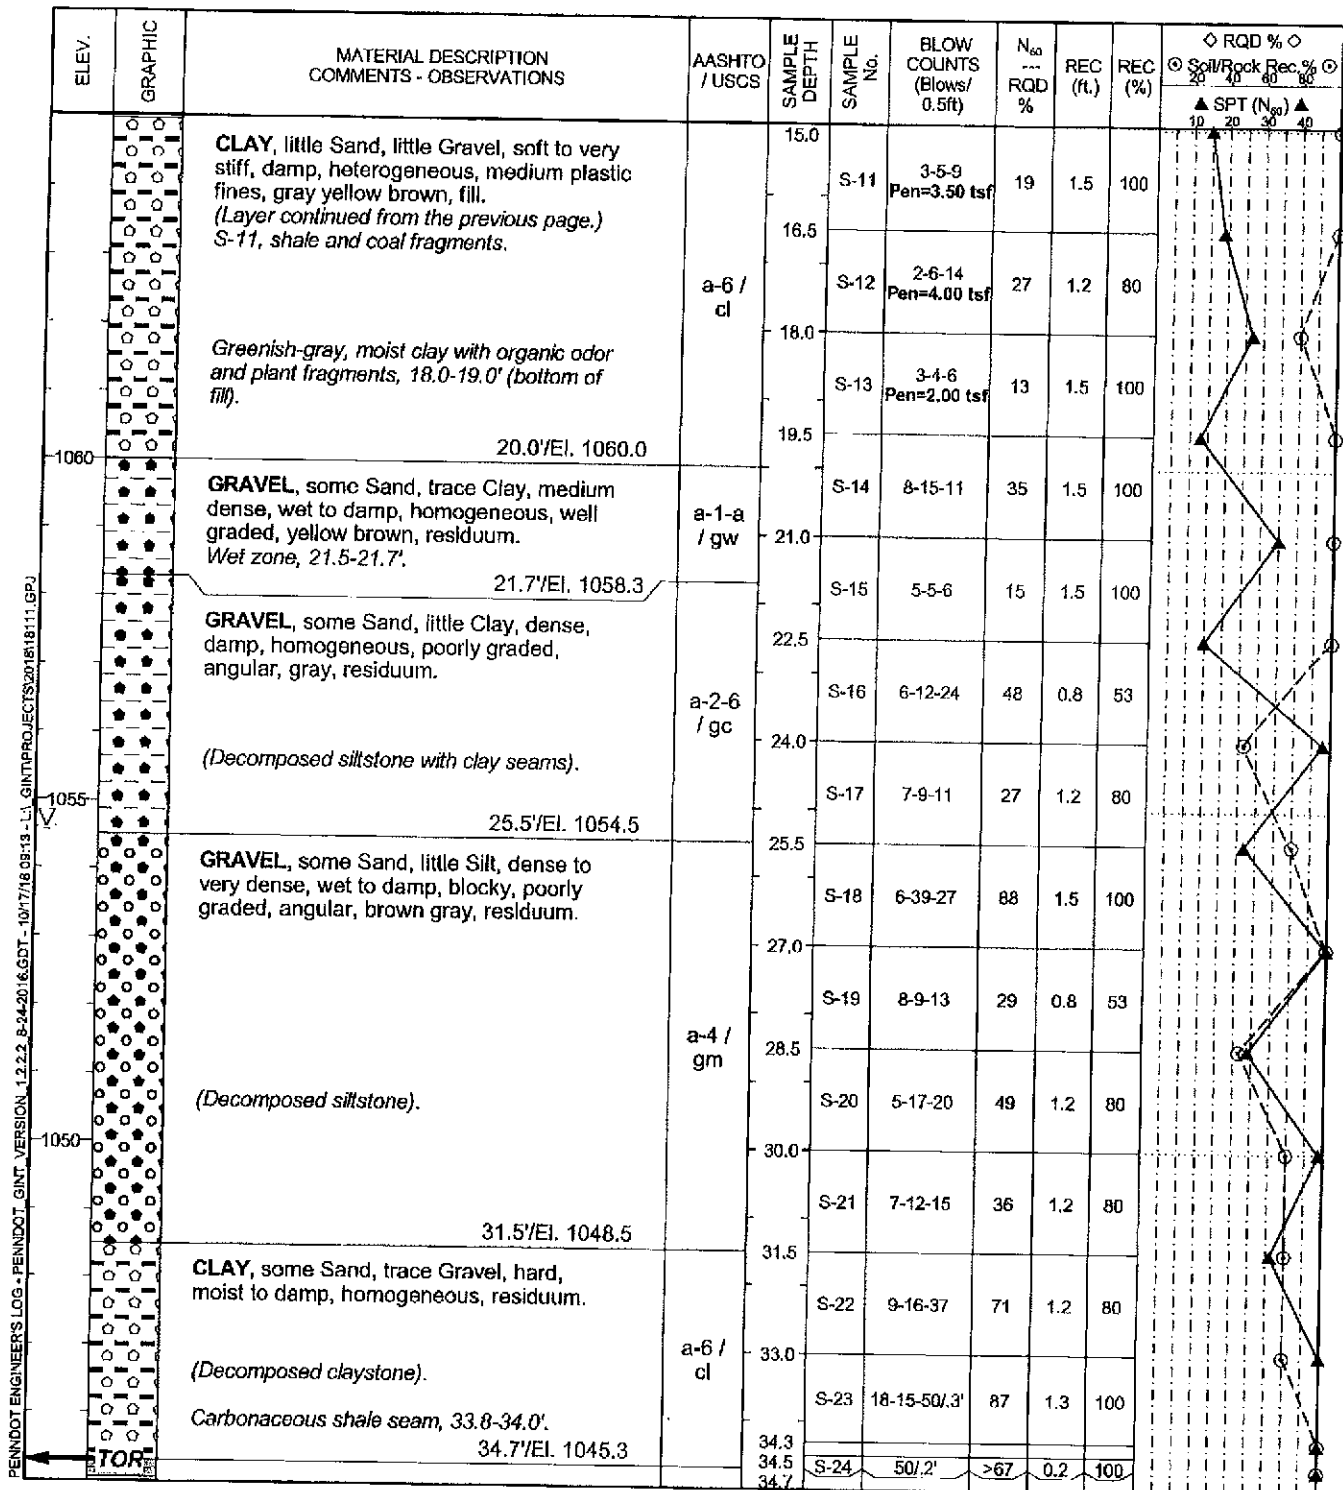 ELEV.
GRAPHIC
MATERIAL DESCRIPTION
COMMENTS - OBSERVATIONS
AASHTO
/ USCS
SAMPLE
DEPTH
SAMPLE
No.
BLOW
COUNTS
(Blows/
0.5ft)
N60
---
RQD
%
REC
(ft.)
REC
(%)
◇ RQD % ◇
⊙ Soil/Rock Rec.% ⊙
20 40 60 80
▲ SPT (N60) ▲
10 20 30 40
CLAY, little Sand, little Gravel, soft to very
stiff, damp, heterogeneous, medium plastic
fines, gray yellow brown, fill.
(Layer continued from the previous page.)
S-11, shale and coal fragments.
Greenish-gray, moist clay with organic odor
and plant fragments, 18.0-19.0' (bottom of
fill).
20.0'/El. 1060.0
a-6 /
cl
1060
GRAVEL, some Sand, trace Clay, medium
dense, wet to damp, homogeneous, well
graded, yellow brown, residuum.
Wet zone, 21.5-21.7'.
21.7'/El. 1058.3
a-1-a
/ gw
GRAVEL, some Sand, little Clay, dense,
damp, homogeneous, poorly graded,
angular, gray, residuum.
(Decomposed siltstone with clay seams).
25.5'/El. 1054.5
a-2-6
/ gc
1055
GRAVEL, some Sand, little Silt, dense to
very dense, wet to damp, blocky, poorly
graded, angular, brown gray, residuum.
(Decomposed siltstone).
31.5'/El. 1048.5
a-4 /
gm
1050
CLAY, some Sand, trace Gravel, hard,
moist to damp, homogeneous, residuum.
(Decomposed claystone).
Carbonaceous shale seam, 33.8-34.0'.
34.7'/El. 1045.3
a-6 /
cl
TOR
15.0
S-11 3-5-9 19 1.5 100
Pen=3.50 tsf
16.5
S-12 2-6-14 27 1.2 80
Pen=4.00 tsf
18.0
S-13 3-4-6 13 1.5 100
Pen=2.00 tsf
19.5
S-14 8-15-11 35 1.5 100
21.0
S-15 5-5-6 15 1.5 100
22.5
S-16 6-12-24 48 0.8 53
24.0
S-17 7-9-11 27 1.2 80
25.5
S-18 6-39-27 88 1.5 100
27.0
S-19 8-9-13 29 0.8 53
28.5
S-20 5-17-20 49 1.2 80
30.0
S-21 7-12-15 36 1.2 80
31.5
S-22 9-16-37 71 1.2 80
33.0
S-23 18-15-50/.3' 87 1.3 100
34.3
34.5
S-24 50/.2' >67 0.2 100
34.7
PENNDOT ENGINEER'S LOG - PENNDOT_GINT_VERSION_1.2.2.2_8-24-2016.GDT - 10/17/18 09:13 - L:\_GINT\PROJECTS\2018\18111.GPJ